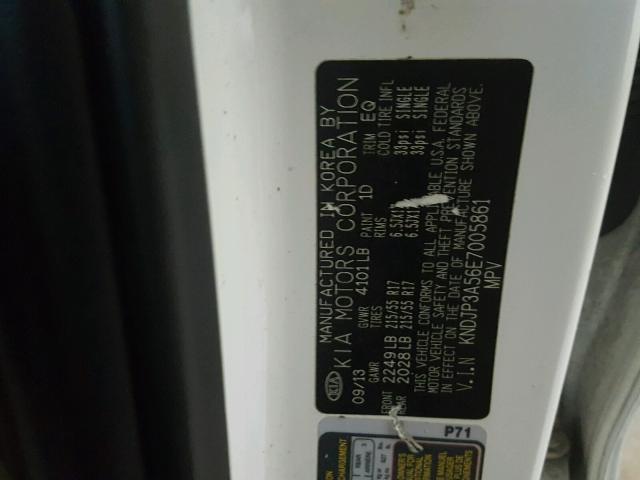 MANUFACTURED IN KOREA BY
KIA KIA MOTORS CORPORATION
09/13 GVWR 4101LB PAINT 1D TRIM EQ
GAWR TIRES RIMS COLD TIRE INFL
FRONT 2249LB 215/55 R17 6.5JX17 33psi SINGLE
REAR 2028LB 215/55 R17 6.5JX1 33psi SINGLE
THIS VEHICLE CONFORMS TO ALL APPLICABLE U.S.A. FEDERAL
MOTOR VEHICLE SAFETY AND THEFT PREVENTION STANDARDS
IN EFFECT ON THE DATE OF MANUFACTURE SHOWN ABOVE.
V.I.N KNDJP3A56E7005861
MPV
P71